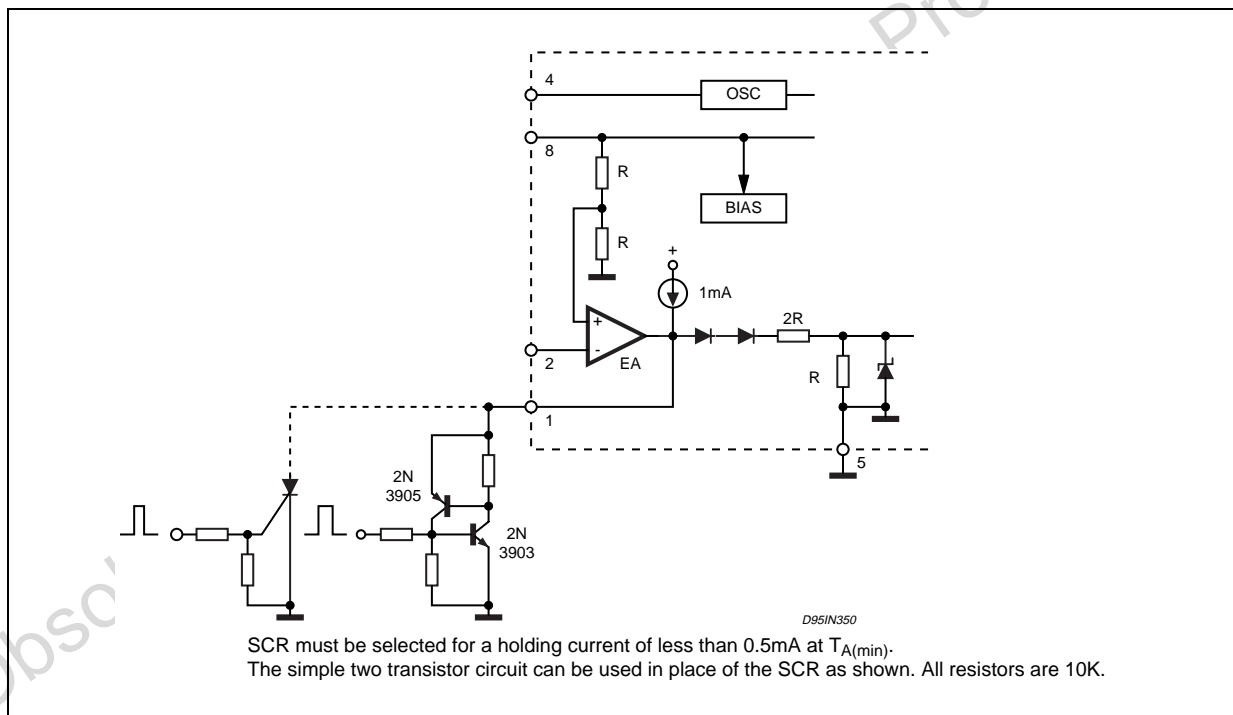 4
OSC
8
R
BIAS
R
+
1mA
+
-
EA
2R
2
R
1
5
2N
3905
2N
3903
D95IN350
SCR must be selected for a holding current of less than 0.5mA at TA(min).
The simple two transistor circuit can be used in place of the SCR as shown. All resistors are 10K.